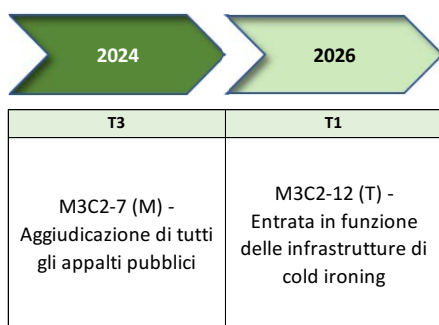 2024
2026
T3
T1
M3C2-7 (M) -
Aggiudicazione di tutti
gli appalti pubblici
M3C2-12 (T) -
Entrata in funzione
delle infrastrutture di
cold ironing